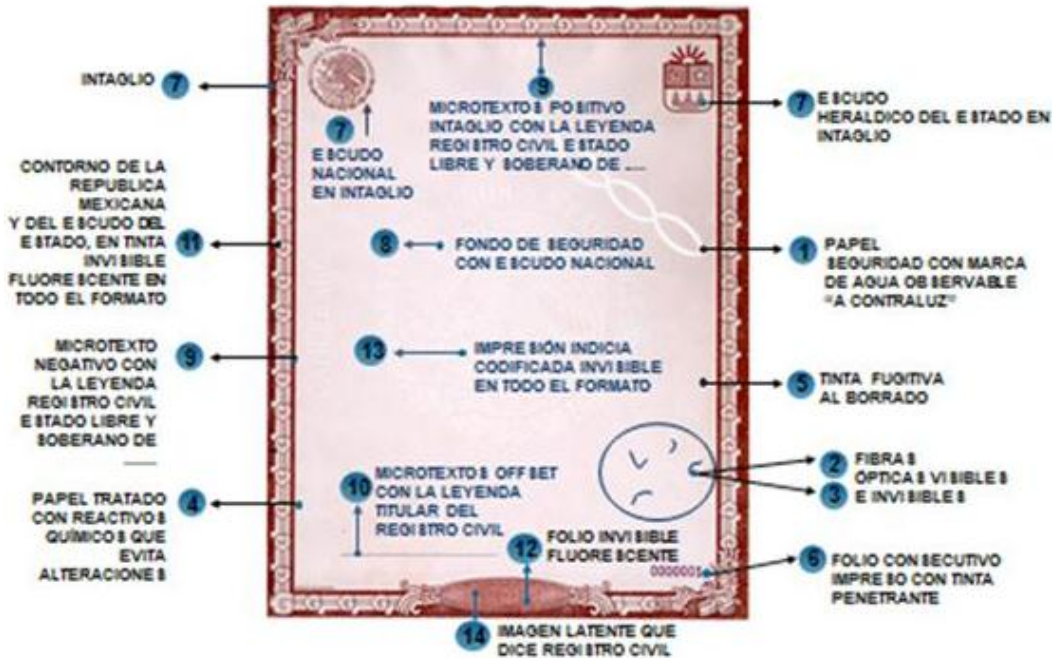 INTAGLIO 7
9
MICROTEXTOS POSITIVO
INTAGLIO CON LA LEYENDA
REGISTRO CIVIL ESTADO
LIBRE Y SOBERANO DE ......
7
ESCUDO
NACIONAL
EN INTAGLIO
7 ESCUDO
HERALDICO DEL ESTADO EN
INTAGLIO
CONTORNO DE LA
REPUBLICA
MEXICANA
Y DEL ESCUDO DEL
ESTADO, EN TINTA
INVISIBLE
FLUORESCENTE EN
TODO EL FORMATO
11
8 FONDO DE SEGURIDAD
CON ESCUDO NACIONAL
1 PAPEL
SEGURIDAD CON MARCA
DE AGUA OBSERVABLE
"A CONTRALUZ"
MICROTEXTO
NEGATIVO CON
LA LEYENDA
REGISTRO CIVIL
ESTADO LIBRE Y
SOBERANO DE
____
9
13 IMPRESIÓN INDICIA
CODIFICADA INVISIBLE
EN TODO EL FORMATO
5 TINTA FUGITIVA
AL BORRADO
2 FIBRAS
ÓPTICAS VISIBLES
3 E INVISIBLES
PAPEL TRATADO
CON REACTIVOS
QUÍMICOS QUE
EVITA
ALTERACIONES
4
10 MICROTEXTOS OFFSET
CON LA LEYENDA
TITULAR DEL
REGISTRO CIVIL
12 FOLIO INVISIBLE
FLUORESCENTE
0000001
6 FOLIO CONSECUTIVO
IMPRESO CON TINTA
PENETRANTE
14 IMAGEN LATENTE QUE
DICE REGISTRO CIVIL